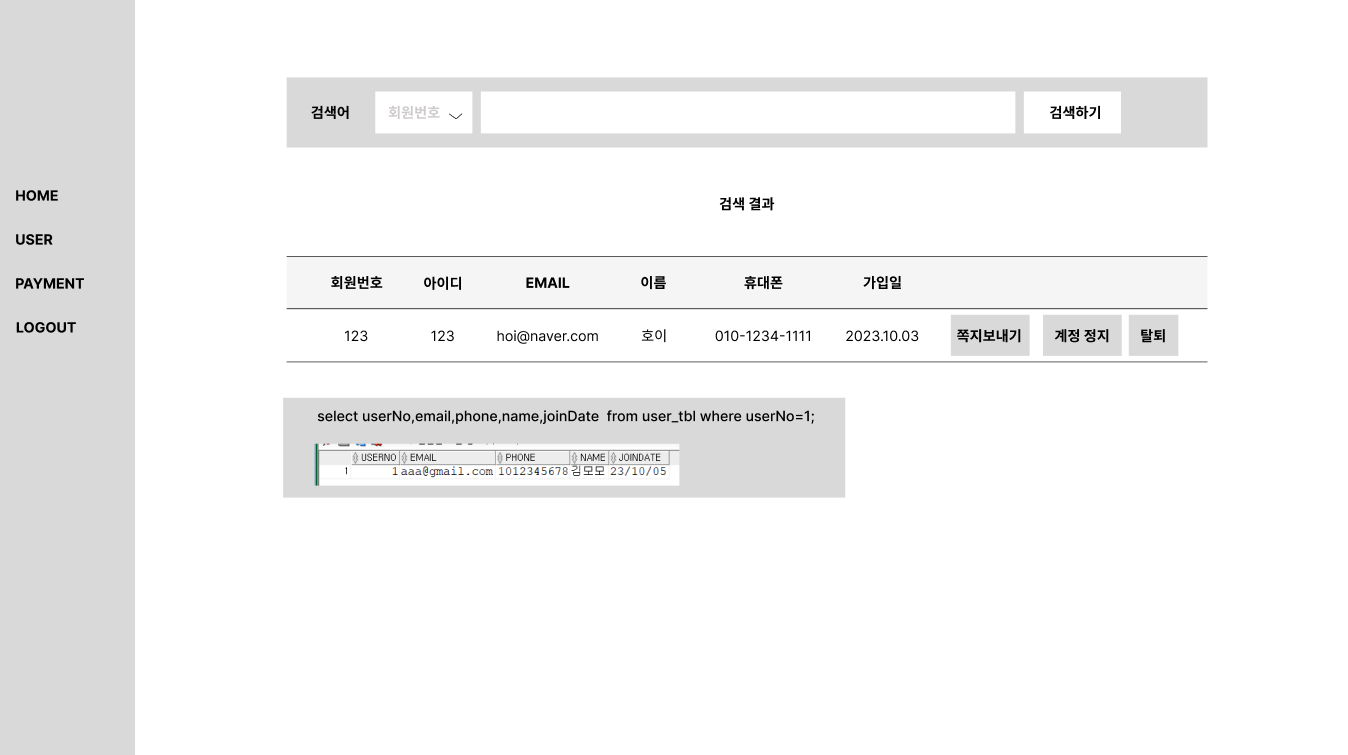 검색어 회원번호 검색하기
HOME
USER
PAYMENT
LOGOUT
검색 결과
회원번호 아이디 EMAIL 이름 휴대폰 가입일
123 123 hoi@naver.com 호이 010-1234-1111 2023.10.03 쪽지보내기 계정 정지 탈퇴
select userNo,email,phone,name,joinDate from user_tbl where userNo=1;
USERNO EMAIL PHONE NAME JOINDATE
1 1 aaa@gmail.com 1012345678 김모모 23/10/05